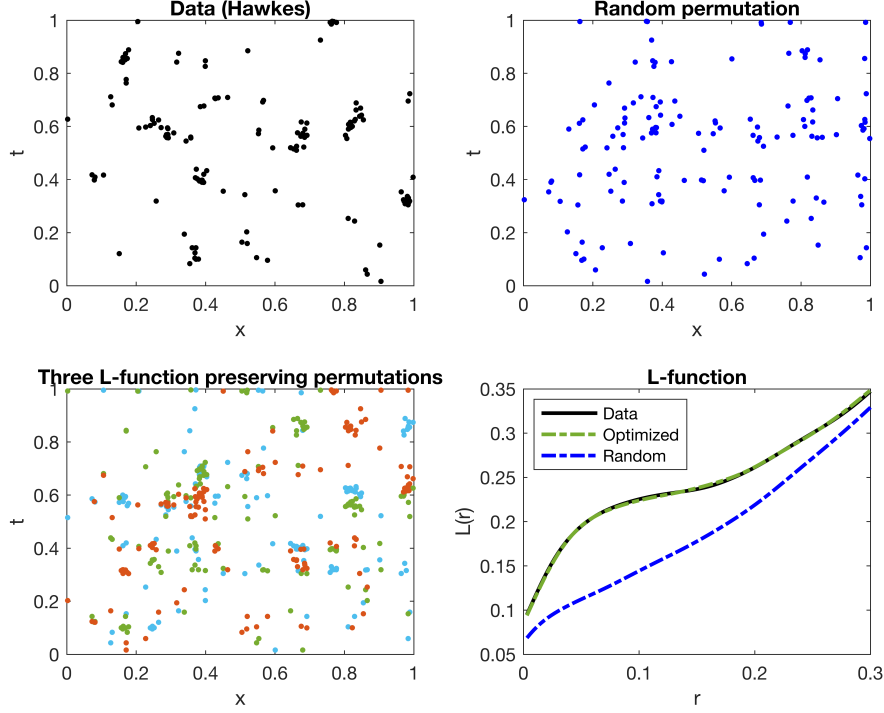 Data (Hawkes)
1
0.8
0.6
0.4
0.2
0
t
0 0.2 0.4 0.6 0.8 1
x
Random permutation
1
0.8
0.6
0.4
0.2
0
t
0 0.2 0.4 0.6 0.8 1
x
Three L-function preserving permutations
1
0.8
0.6
0.4
0.2
0
t
0 0.2 0.4 0.6 0.8 1
x
L-function
0.35
0.3
0.25
0.2
0.15
0.1
0.05
L(r)
Data
Optimized
Random
0 0.1 0.2 0.3
r